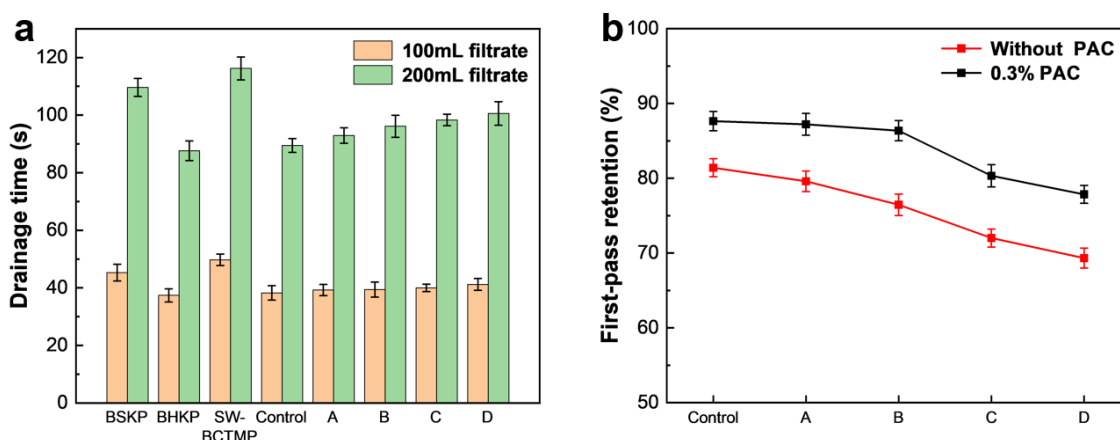 a
100mL filtrate
200mL filtrate
Drainage time (s)
120
100
80
60
40
20
0
BSKP BHKP SW- Control A B C D
BCTMP
b
Without PAC
0.3% PAC
First-pass retention (%)
100
90
80
70
60
50
Control A B C D